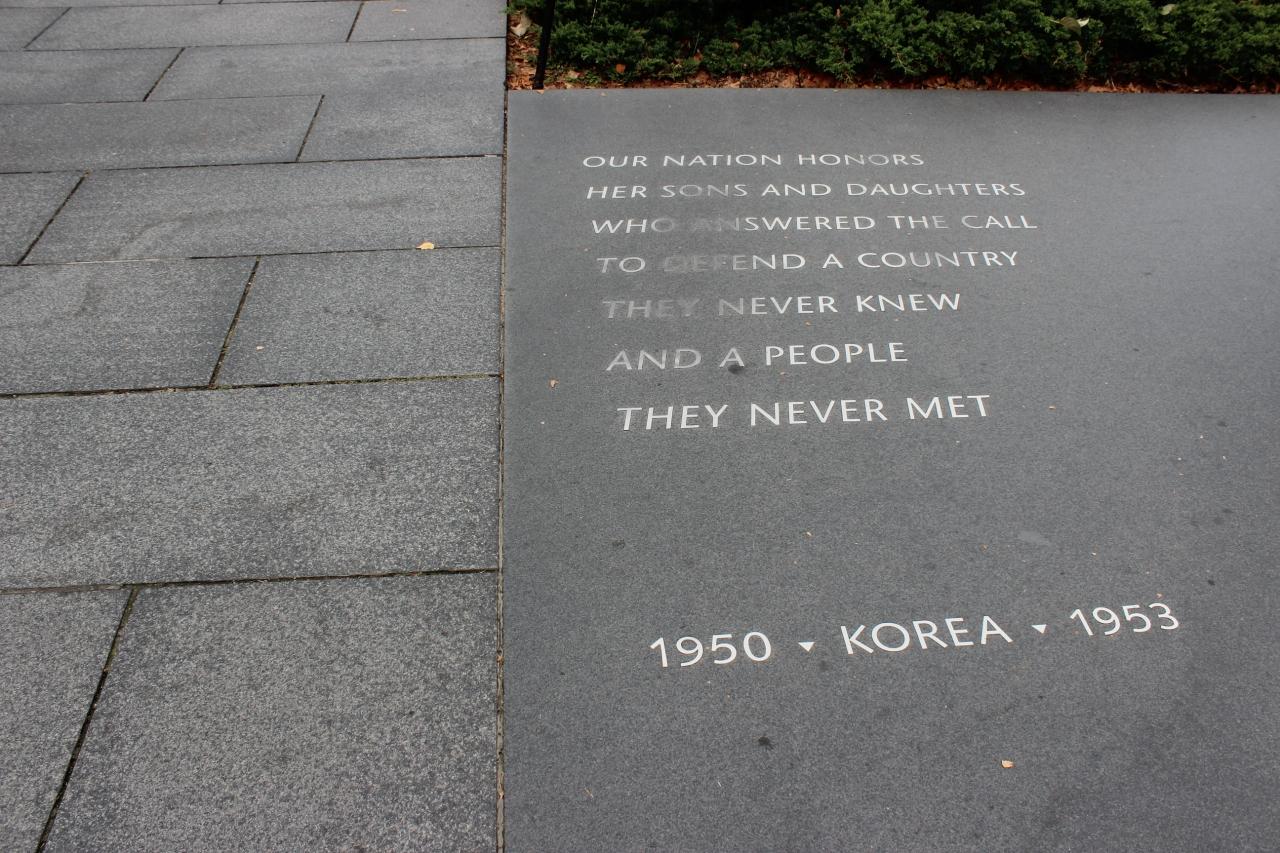 OUR NATION HONORS
HER SONS AND DAUGHTERS
WHO ANSWERED THE CALL
TO DEFEND A COUNTRY
THEY NEVER KNEW
AND A PEOPLE
THEY NEVER MET
1950 ▾ KOREA ▾ 1953